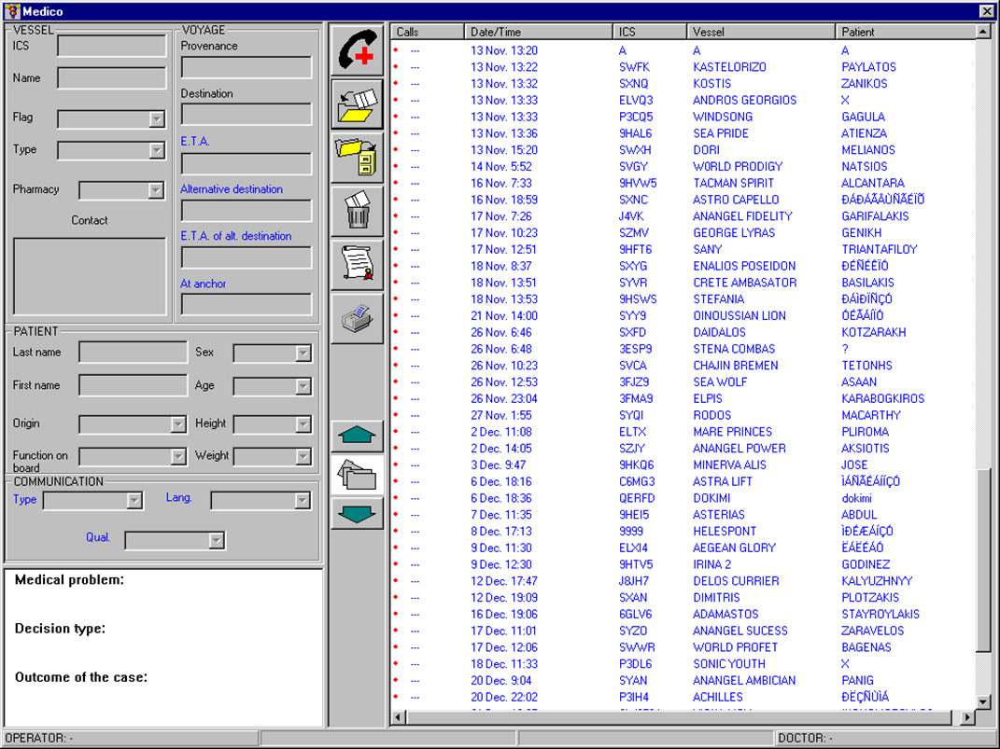 Medico
VESSEL
ICS
Name
Flag
Type
Pharmacy
Contact
VOYAGE
Provenance
Destination
E.T.A.
Alternative destination
E.T.A. of alt. destination
At anchor
PATIENT
Last name
Sex
First name
Age
Origin
Height
Function on
board
Weight
COMMUNICATION
Type
Lang.
Qual.
Medical problem:
Decision type:
Outcome of the case:
Calls Date/Time ICS Vessel Patient
--- 13 Nov. 13:20 A A A
--- 13 Nov. 13:22 SWFK KASTELORIZO PAYLATOS
--- 13 Nov. 13:32 SXNQ KOSTIS ZANIKOS
--- 13 Nov. 13:33 ELVQ3 ANDROS GEORGIOS X
--- 13 Nov. 13:33 P3CQ5 WINDSONG GAGULA
--- 13 Nov. 13:36 9HAL6 SEA PRIDE ATIENZA
--- 13 Nov. 15:20 SWXH DORI MELIANOS
--- 14 Nov. 5:52 SVGY W0RLD PRODIGY NATSIOS
--- 16 Nov. 7:33 9HVW5 TACMAN SPIRIT ALCANTARA
--- 16 Nov. 18:59 SXNC ASTRO CAPELLO
--- 17 Nov. 7:26 J4VK ANANGEL FIDELITY GARIFALAKIS
--- 17 Nov. 10:23 SZMV GEORGE LYRAS GENIKH
--- 17 Nov. 12:51 9HFT6 SANY TRIANTAFILOY
--- 18 Nov. 8:37 SXYG ENALIOS POSEIDON ÐÉÑÉÊÏÓ
--- 18 Nov. 13:51 SYVR CRETE AMBASATOR BASILAKIS
--- 18 Nov. 13:53 9HSWS STEFANIA ÐÁÌÐÏÑÇÓ
--- 21 Nov. 14:00 SYY9 OINOUSSIAN LION ÓÉÃÁÍÏÓ
--- 26 Nov. 6:46 SXFD DAIDALOS KOTZARAKH
--- 26 Nov. 6:48 3ESP9 STENA COMBAS ?
--- 26 Nov. 10:23 SVCA CHAJIN BREMEN TETONHS
--- 26 Nov. 12:53 3FJZ9 SEA WOLF ASAAN
--- 26 Nov. 23:04 3FMA9 ELPIS KARABOGKIROS
--- 27 Nov. 1:55 SYQI RODOS MACARTHY
--- 2 Dec. 11:08 ELTX MARE PRINCES PLIROMA
--- 2 Dec. 14:05 SZJY ANANGEL POWER AKSIOTIS
--- 3 Dec. 9:47 9HKQ6 MINERVA ALIS JOSE
--- 6 Dec. 18:16 C6MG3 ASTRA LIFT ÌÁÑÃÉÁÍÍÇÓ
--- 6 Dec. 18:36 QERFD DOKIMI dokimi
--- 7 Dec. 11:35 9HEI5 ASTERIAS ABDUL
--- 8 Dec. 17:13 9999 HELESPONT ÌÐÉÆÁÍÇÓ
--- 9 Dec. 11:30 ELXI4 AEGEAN GLORY ËÁËËÁÓ
--- 9 Dec. 12:30 9HTV5 IRINA 2 GODINEZ
--- 12 Dec. 17:47 J8JH7 DELOS CURRIER KALYUZHNYY
--- 12 Dec. 19:09 SXAN DIMITRIS PLOTZAKIS
--- 16 Dec. 19:06 6GLV6 ADAMASTOS STAYROYLAkIS
--- 17 Dec. 11:01 SYZO ANANGEL SUCESS ZARAVELOS
--- 17 Dec. 12:06 SWWR WORLD PROFET BAGENAS
--- 18 Dec. 11:33 P3DL6 SONIC YOUTH X
--- 20 Dec. 9:04 SYAN ANANGEL AMBICIAN PANIG
--- 20 Dec. 22:02 P3IH4 ACHILLES ÐËÇÑÙÌÁ
OPERATOR: -
DOCTOR: -